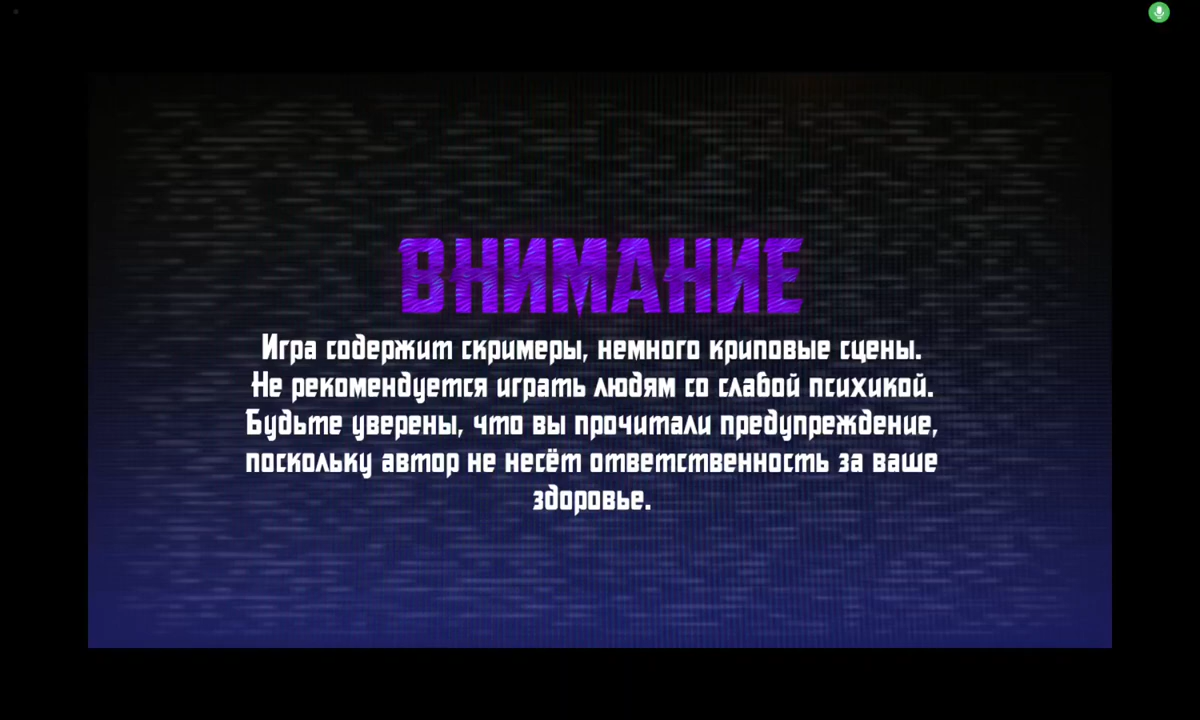 ВНИМАНИЕ
Игра содержит скримеры, немного криповые сцены.
Не рекомендуется играть людям со слабой психикой.
Будьте уверены, что вы прочитали предупреждение,
поскольку автор не несёт ответственность за ваше
здоровье.